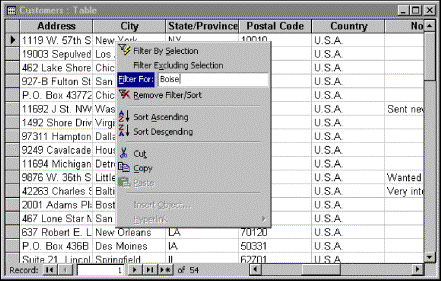 Customers : Table
Address City State/Province Postal Code Country No
1119 W. 57th S New York NY 10010 U.S.A.
19003 Sepulved Los U.S.A.
462 Lake Shore Chic U.S.A.
927-B Fulton St San U.S.A.
P.O. Box 43772 Chic U.S.A.
11692 J St. NW Was U.S.A. Sent nev
1492 Shore Driv Virgi U.S.A.
97311 Hampton Dalla U.S.A.
9249 Cavalcade Hous U.S.A.
11694 Michigan Detro U.S.A.
9876 W. 36th S Little U.S.A. Wanted
42263 Charles S Balti U.S.A. Very inte
2001 Adams Pl Bost U.S.A.
467 Lone Star San U.S.A.
637 Robert E. New Orleans LA 70120 U.S.A.
P.O. Box 436B Des Moines IA 50331 U.S.A.
Suite 21, Lincol Springfield IL 62701 U.S.A.
Filter By Selection
Filter Excluding Selection
Filter For: Boise
Remove Filter/Sort
Sort Ascending
Sort Descending
Cut
Copy
Paste
Insert Object...
Hyperlink
Record: 1 of 54